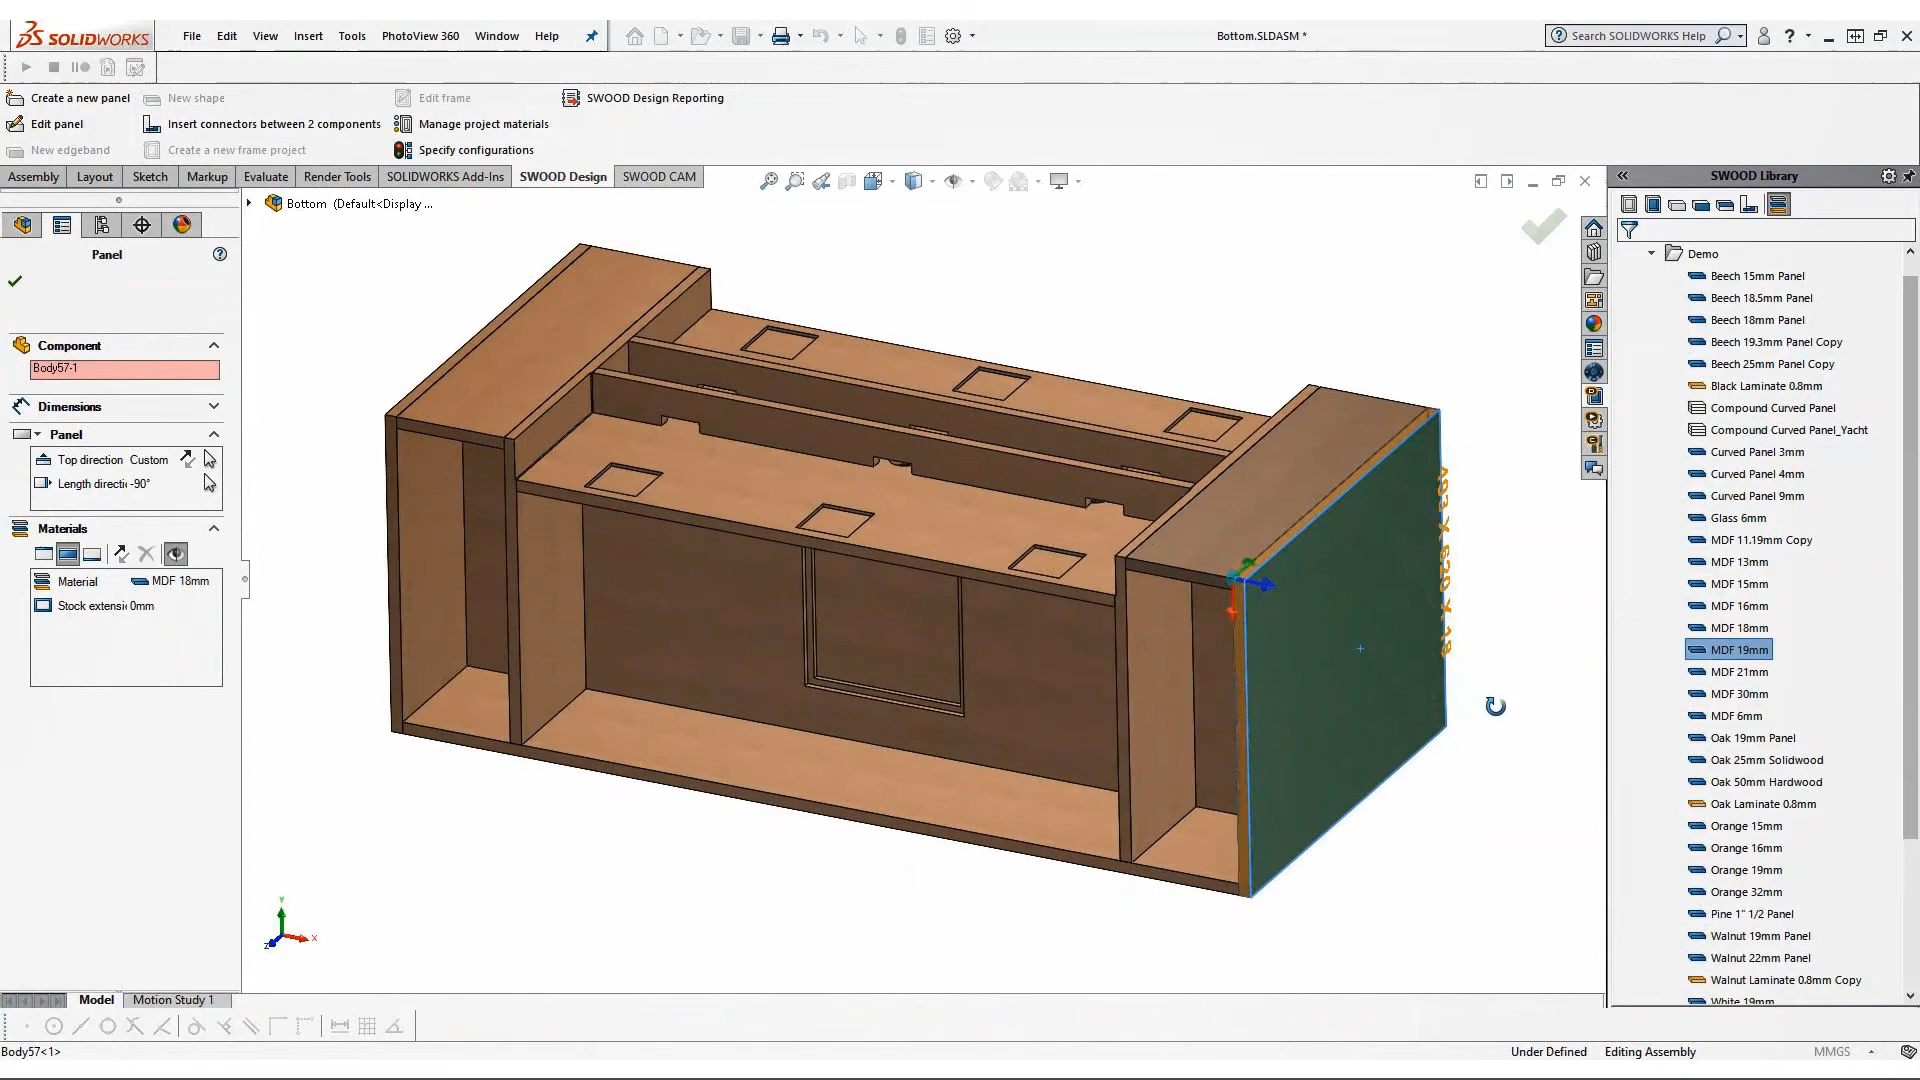 SOLIDWORKS
File Edit View Insert Tools PhotoView 360 Window Help
Bottom.SLDASM *
Search SOLIDWORKS Help
Create a new panel New shape Edit frame SWOOD Design Reporting
Edit panel Insert connectors between 2 components Manage project materials
New edgeband Create a new frame project Specify configurations
Assembly Layout Sketch Markup Evaluate Render Tools SOLIDWORKS Add-Ins SWOOD Design SWOOD CAM
Bottom (Default<Display ...
Panel
Component
Body57-1
Dimensions
Panel
Top direction Custom
Length directi -90°
Materials
Material MDF 18mm
Stock extensi 0mm
Y
X
Z
SWOOD Library
Demo
Beech 15mm Panel
Beech 18.5mm Panel
Beech 18mm Panel
Beech 19.3mm Panel Copy
Beech 25mm Panel Copy
Black Laminate 0.8mm
Compound Curved Panel
Compound Curved Panel_Yacht
Curved Panel 3mm
Curved Panel 4mm
Curved Panel 9mm
Glass 6mm
MDF 11.19mm Copy
MDF 13mm
MDF 15mm
MDF 16mm
MDF 18mm
MDF 19mm
MDF 21mm
MDF 30mm
MDF 6mm
Oak 19mm Panel
Oak 25mm Solidwood
Oak 50mm Hardwood
Oak Laminate 0.8mm
Orange 15mm
Orange 16mm
Orange 19mm
Orange 32mm
Pine 1" 1/2 Panel
Walnut 19mm Panel
Walnut 22mm Panel
Walnut Laminate 0.8mm Copy
White 19mm
Model Motion Study 1
Body57<1>
Under Defined Editing Assembly MMGS